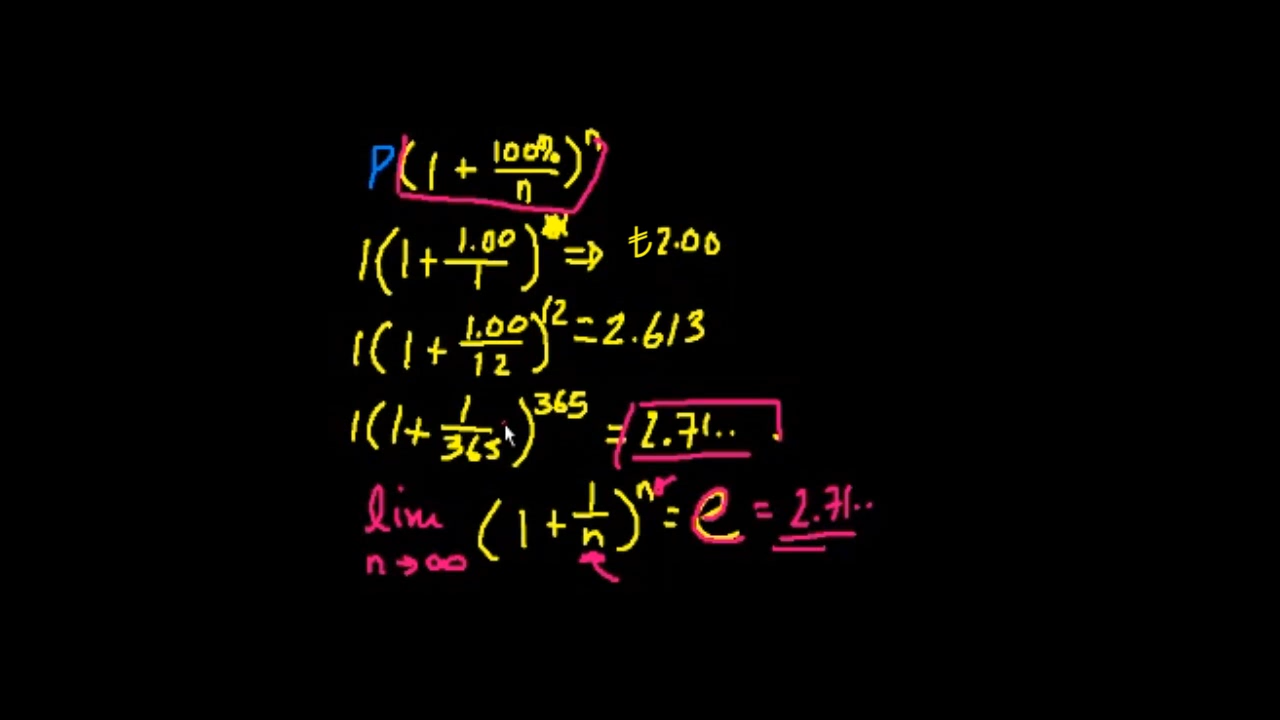 P(1 + 100%/n)^n
1(1 + 1.00/1) ⇒ ₺2.00
1(1 + 1.00/12)^12 = 2.613
1(1 + 1/365)^365 = 2.71..
lim n→∞ (1 + 1/n)^n = e = 2.71..